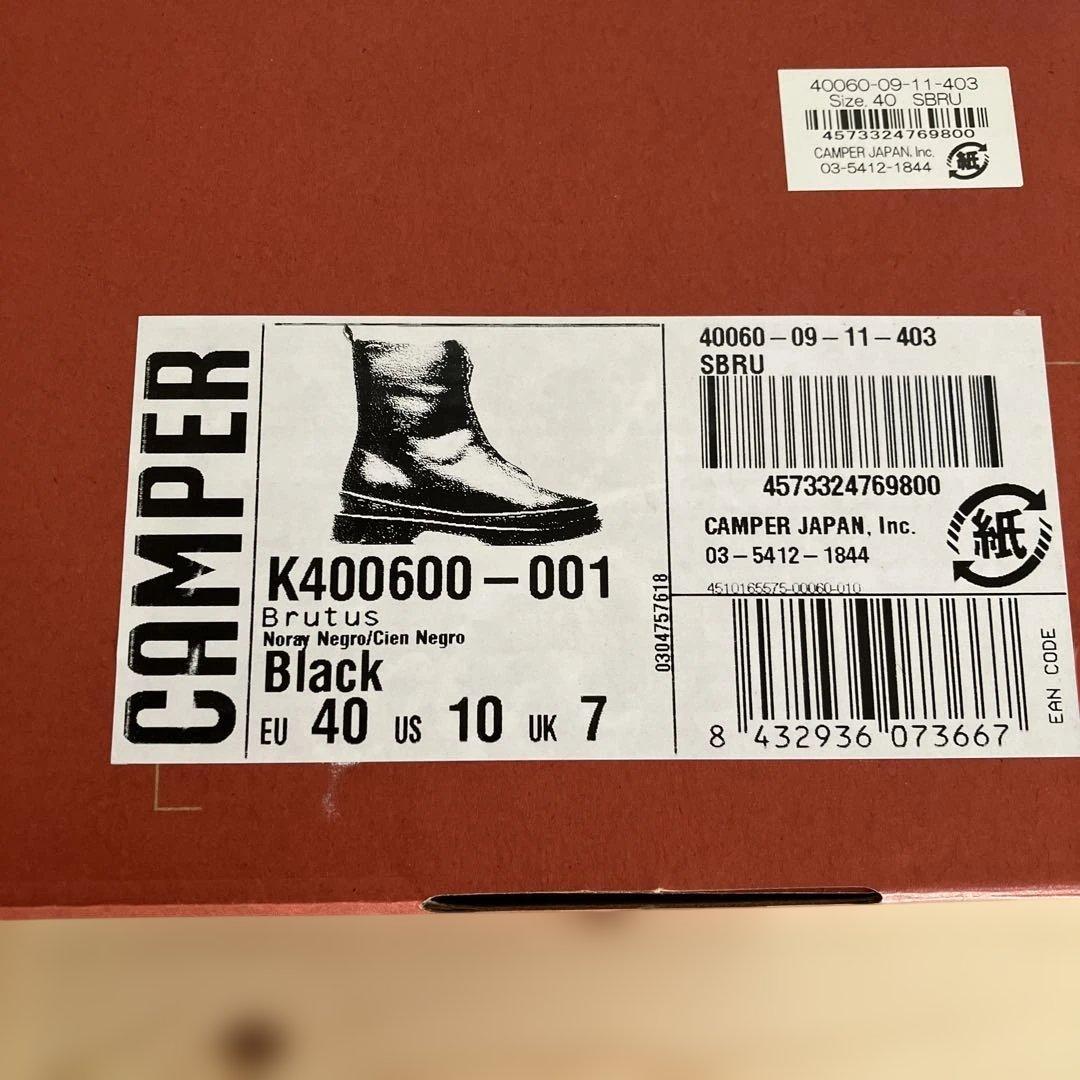 40060-09-11-403
Size. 40 SBRU
4573324769800
CAMPER JAPAN, Inc.
03-5412-1844
紙
CAMPER
K400600-001
Brutus
Noray Negro/Cien Negro
Black
EU 40 US 10 UK 7
0304757618
40060-09-11-403
SBRU
4573324769800
CAMPER JAPAN, Inc.
03-5412-1844
紙
4510165575-00060-010
8 432936 073667
EAN CODE